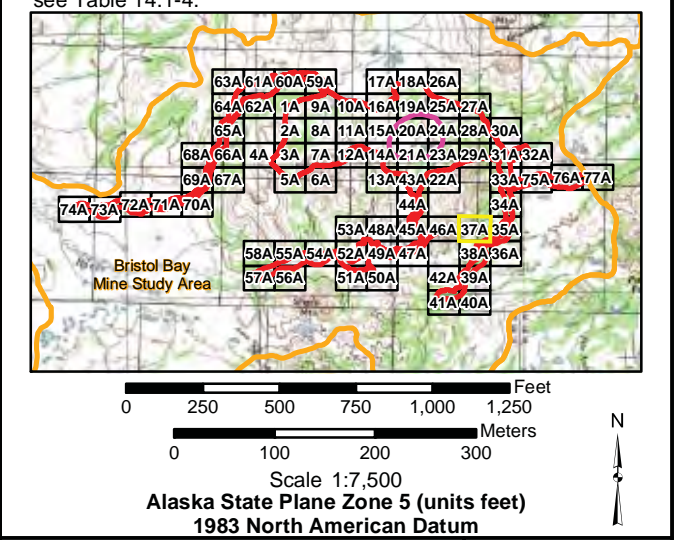 see Table 14.1-4.
63A 61A 60A 59A 17A 18A 26A
64A 62A 1A 9A 10A 16A 19A 25A 27A
65A 2A 8A 11A 15A 20A 24A 28A 30A
68A 66A 4A 3A 7A 12A 14A 21A 23A 29A 31A 32A
69A 67A 5A 6A 13A 43A 22A 33A 75A 76A 77A
74A 73A 72A 71A 70A 44A 34A
53A 48A 45A 46A 37A 35A
58A 55A 54A 52A 49A 47A 38A 36A
57A 56A 51A 50A 42A 39A
41A 40A
Bristol Bay
Mine Study Area
Feet
0 250 500 750 1,000 1,250
Meters
0 100 200 300
N
Scale 1:7,500
Alaska State Plane Zone 5 (units feet)
1983 North American Datum